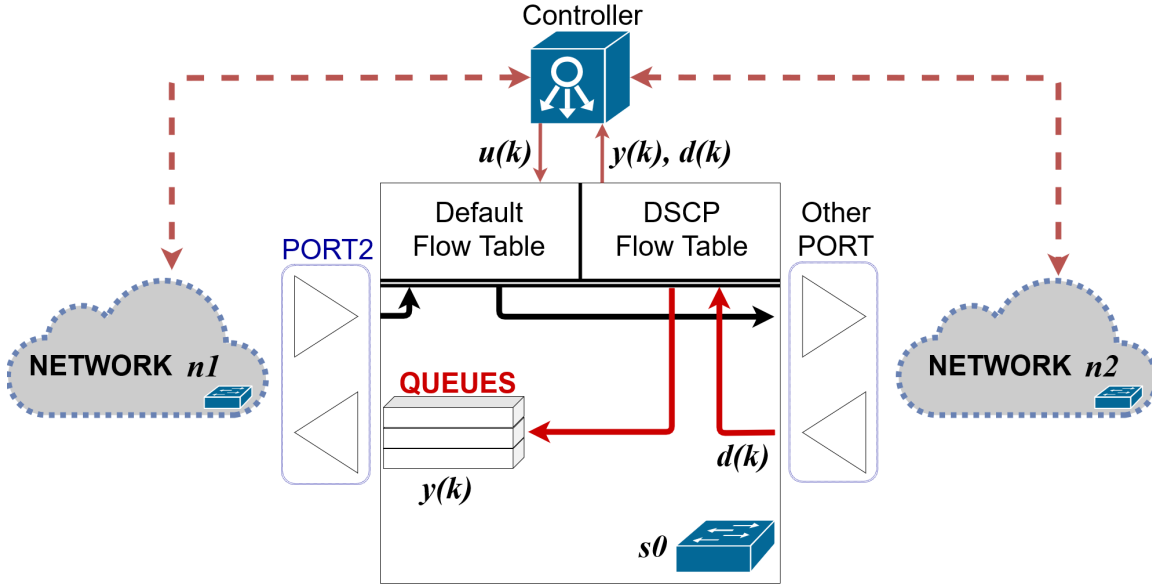 Controller
u(k)
y(k), d(k)
Default
Flow Table
DSCP
Flow Table
Other
PORT
PORT2
NETWORK n1
NETWORK n2
QUEUES
d(k)
y(k)
s0